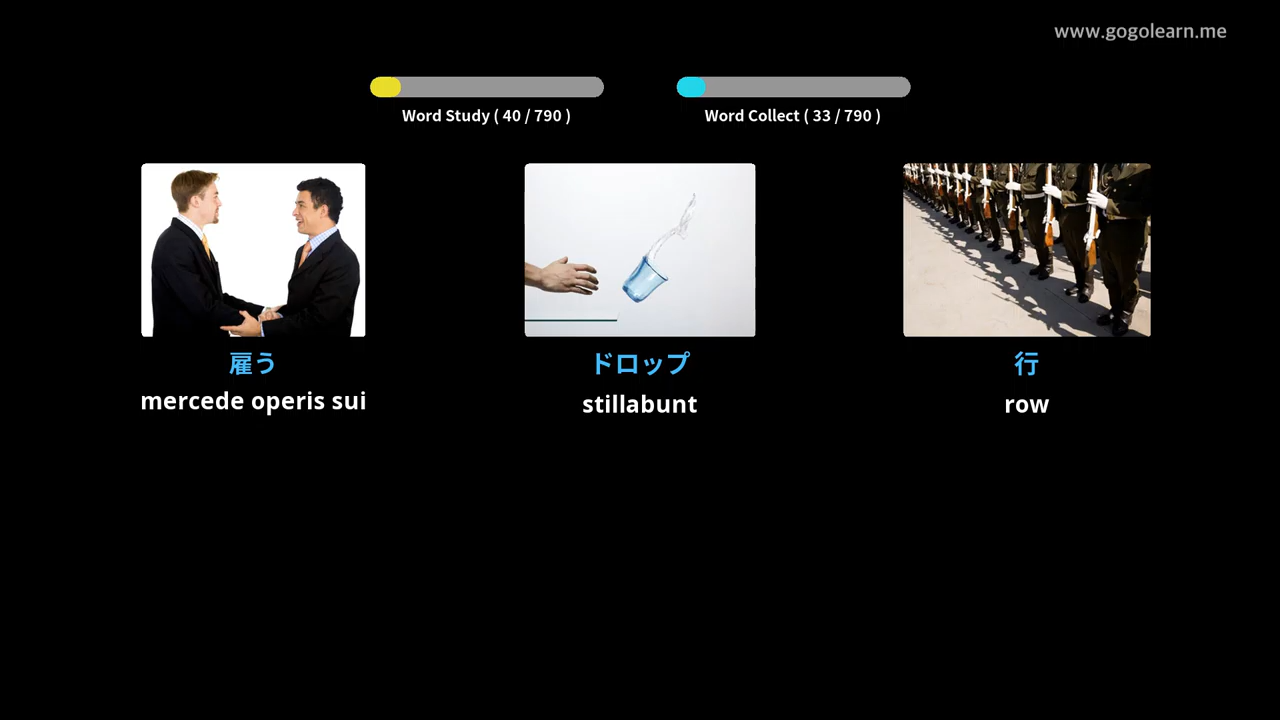 www.gogolearn.me
Word Study ( 40 / 790 )
Word Collect ( 33 / 790 )
雇う
ドロップ
行
mercede operis sui
stillabunt
row